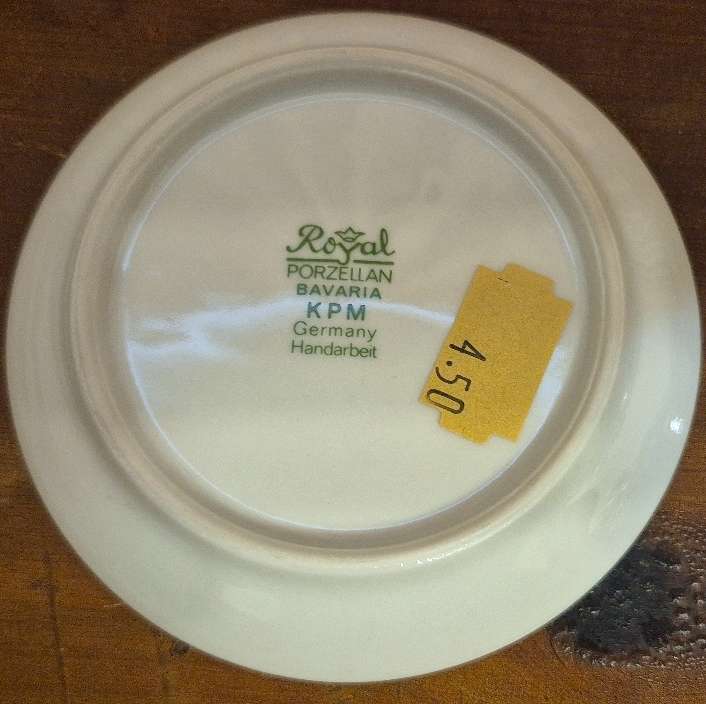 Royal
PORZELLAN
BAVARIA
KPM
Germany
Handarbeit
4.50